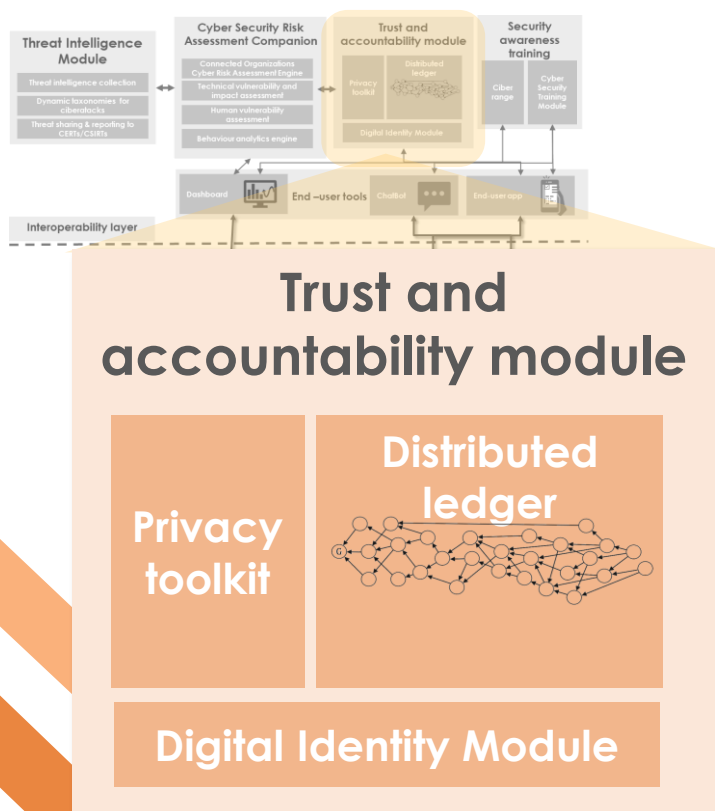 Threat Intelligence
Module
Threat intelligence collection
Dynamic taxonomies for
ciberatacks
Threat sharing & reporting to
CERTs/CSIRTs
Cyber Security Risk
Assessment Companion
Connected Organizations
Cyber Risk Assessment Engine
Technical vulnerability and
impact assessment
Human vulnerability
assessment
Behaviour analytics engine
Trust and
accountability module
Privacy
toolkit
Distributed
ledger
Digital Identity Module
Security
awareness
training
Ciber
range
Cyber
Security
Training
Module
Dashboard
End –user tools
ChatBot
End-user app
Interoperability layer
Trust and
accountability module
Privacy
toolkit
Distributed
ledger
G
Digital Identity Module